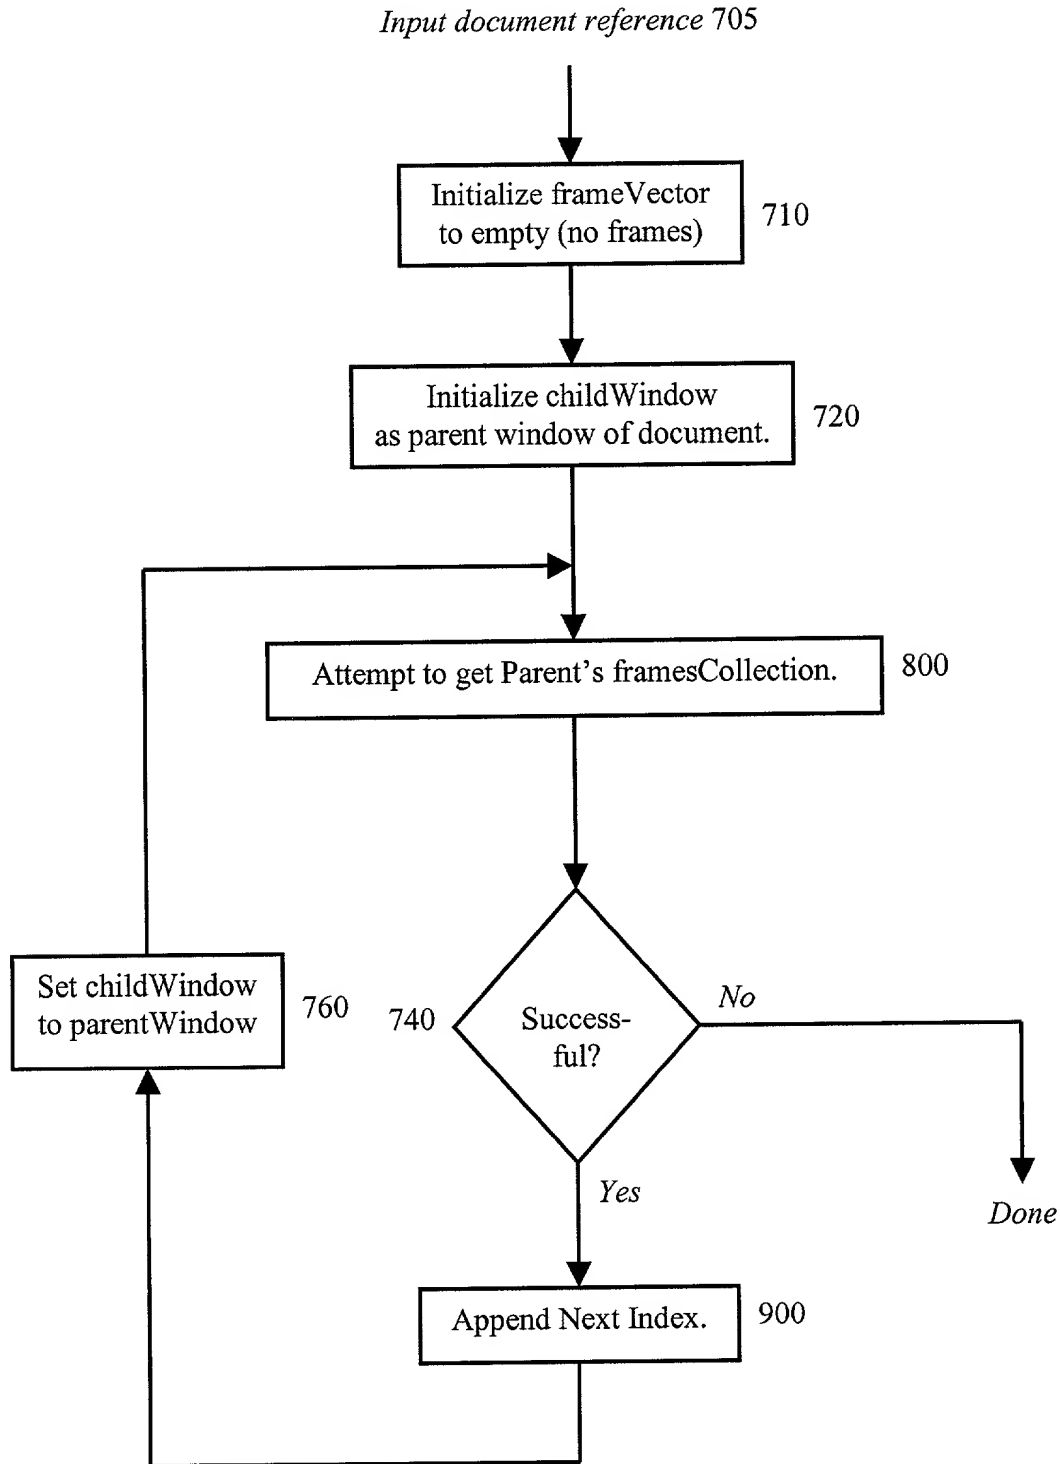 Input document reference 705
Initialize frameVector
to empty (no frames)
710
Initialize childWindow
as parent window of document.
720
Attempt to get Parent's framesCollection.
800
Set childWindow
to parentWindow
760
740
Success-
ful?
No
Yes
Done
Append Next Index.
900